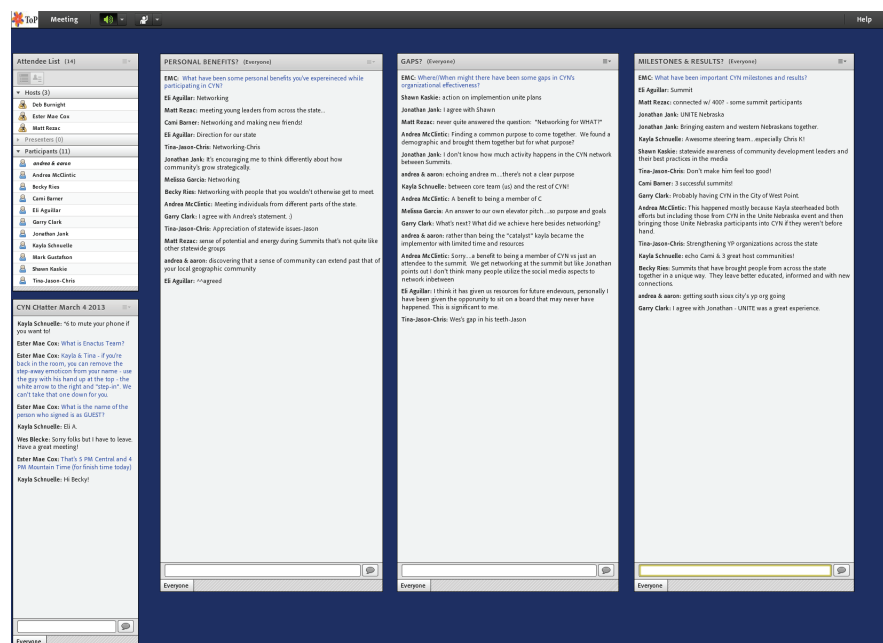 ToP Meeting Help
Attendee List (14)
Hosts (3)
Deb Burnight
Ester Mae Cox
Matt Rezac
Presenters (0)
Participants (11)
andrea & aaron
Andrea McClintic
Becky Ries
Cami Barner
Eli Aguillar
Garry Clark
Jonathan Jank
Kayla Schnuelle
Mark Gustafson
Shawn Kaskie
Tina-Jason-Chris
CYN CHatter March 4 2013
Kayla Schnuelle: *6 to mute your phone if
you want to!
Ester Mae Cox: What is Enactus Team?
Ester Mae Cox: Kayla & Tina - if you're
back in the room, you can remove the
step-away emoticon from your name - use
the gay with his hand up at the top - the
white arrow to the right and "step-in". We
can't take that one down for you.
Ester Mae Cox: What is the name of the
person who signed is as GUEST?
Kayla Schnuelle: Eli A.
Wes Blecke: Sorry folks but I have to leave.
Have a great meeting!
Ester Mae Cox: That's 5 PM Central and 4
PM Mountain Time (for finish time today)
Kayla Schnuelle: Hi Becky!
Everyone
PERSONAL BENEFITS? (Everyone)
EMC: What have been some personal benefits you've expereineced while
participating in CYN?
Eli Aguillar: Networking
Matt Rezac: meeting young leaders from across the state...
Cami Barner: Networking and making new friends!
Eli Aguillar: Direction for our state
Tina-Jason-Chris: Networking-Chris
Jonathan Jank: It's encouraging me to think differently about how
community's grow strategically.
Melissa Garcia: Networking
Becky Ries: Networking with people that you wouldn't otherwise get to meet.
Andrea McClintic: Meeting individuals from different parts of the state.
Garry Clark: I agree with Andrea's statement. :)
Tina-Jason-Chris: Appreciation of statewide issues-Jason
Matt Rezac: sense of potential and energy during Summits that's not quite like
other statewide groups
andrea & aaron: discovering that a sense of community can extend past that of
your local geographic community
Eli Aguillar: ^^agreed
Everyone
GAPS? (Everyone)
EMC: Where//When might there have been some gaps in CYN's
organizational effectiveness?
Shawn Kaskie: action on implemention unite plans
Jonathan Jank: I agree with Shawn
Matt Rezac: never quite answered the question: "Networking for WHAT?"
Andrea McClintic: Finding a common purpose to come together. We found a
demographic and brought them together but for what purpose?
Jonathan Jank: I don't know how much activity happens in the CYN network
between Summits.
andrea & aaron: echoing andrea m....there's not a clear purpose
Kayla Schnuelle: between core team (us) and the rest of CYN!
Andrea McClintic: A benefit to being a member of C
Melissa Garcia: An answer to our own elevator pitch...so purpose and goals
Garry Clark: What's next? What did we achieve here besides networking?
andrea & aaron: rather than being the "catalyst" kayla became the
implementor with limited time and resources
Andrea McClintic: Sorry...a benefit to being a member of CYN vs just an
attendee to the summit. We get networking at the summit but like Jonathan
points out I don't think many people utilize the social media aspects to
network inbetween
Eli Aguillar: I think it has given us resources for future endevours, personally I
have been given the opporunity to sit on a board that may never have
happened. This is significant to me.
Tina-Jason-Chris: Wes's gap in his teeth-Jason
Everyone
MILESTONES & RESULTS? (Everyone)
EMC: What have been important CYN milestones and results?
Eli Aguillar: Summit
Matt Rezac: connected w/ 400? - some summit participants
Jonathan Jank: UNITE Nebraska
Jonathan Jank: Bringing eastern and western Nebraskans together.
Kayla Schnuelle: Awesome steering team...especially Chris K!
Shawn Kaskie: statewide awareness of community development leaders and
their best practices in the media
Tina-Jason-Chris: Don't make him feel too good!
Cami Barner: 3 successful summits!
Garry Clark: Probably having CYN in the City of West Point.
Andrea McClintic: This happened mostly because Kayla steerheaded both
efforts but including those from CYN in the Unite Nebraska event and then
bringing those Unite Nebraska participants into CYN if they weren't before
hand.
Tina-Jason-Chris: Strengthening YP organizations across the state
Kayla Schnuelle: echo Cami & 3 great host communities!
Becky Ries: Summits that have brought people from across the state
together in a unique way. They leave better educated, informed and with new
connections.
andrea & aaron: getting south sioux city's yp org going
Garry Clark: I agree with Jonathan - UNITE was a great experience.
Everyone